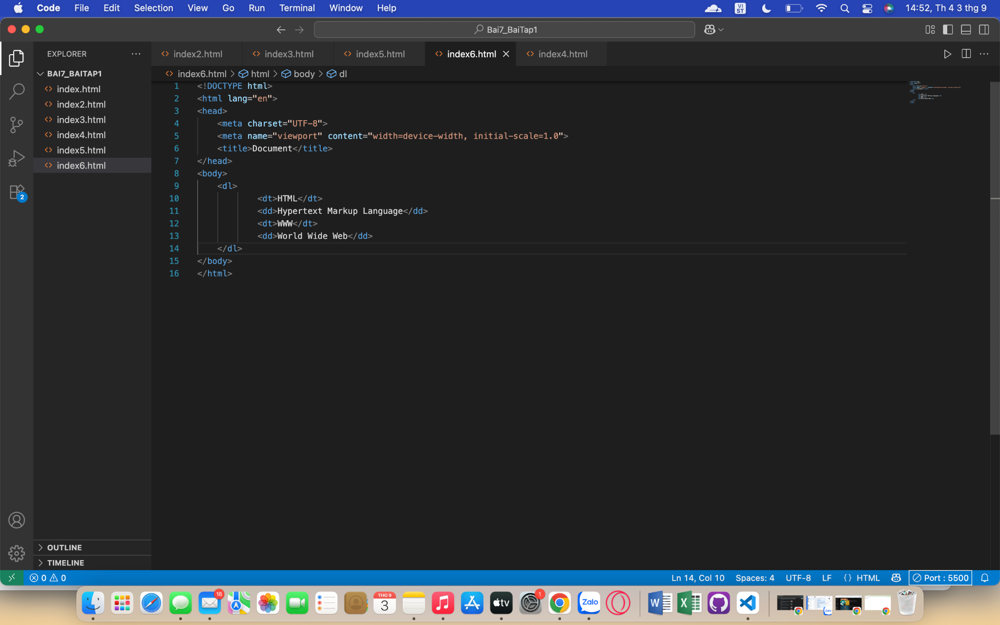 Code File Edit Selection View Go Run Terminal Window Help VI ST 14:52, Th 4 3 thg 9
Bai7_BaiTap1
EXPLORER
index2.html index3.html index5.html index6.html index4.html
BAI7_BAITAP1
index.html
index2.html
index3.html
index4.html
index5.html
index6.html
2
index6.html > html > body > dl
1 <!DOCTYPE html>
2 <html lang="en">
3 <head>
4 <meta charset="UTF-8">
5 <meta name="viewport" content="width=device-width, initial-scale=1.0">
6 <title>Document</title>
7 </head>
8 <body>
9 <dl>
10 <dt>HTML</dt>
11 <dd>Hypertext Markup Language</dd>
12 <dt>WWW</dt>
13 <dd>World Wide Web</dd>
14 </dl>
15 </body>
16 </html>
OUTLINE
TIMELINE
0 0 Ln 14, Col 10 Spaces: 4 UTF-8 LF {} HTML Port : 5500
16 THG 9 3 tv 1 Zalo W X